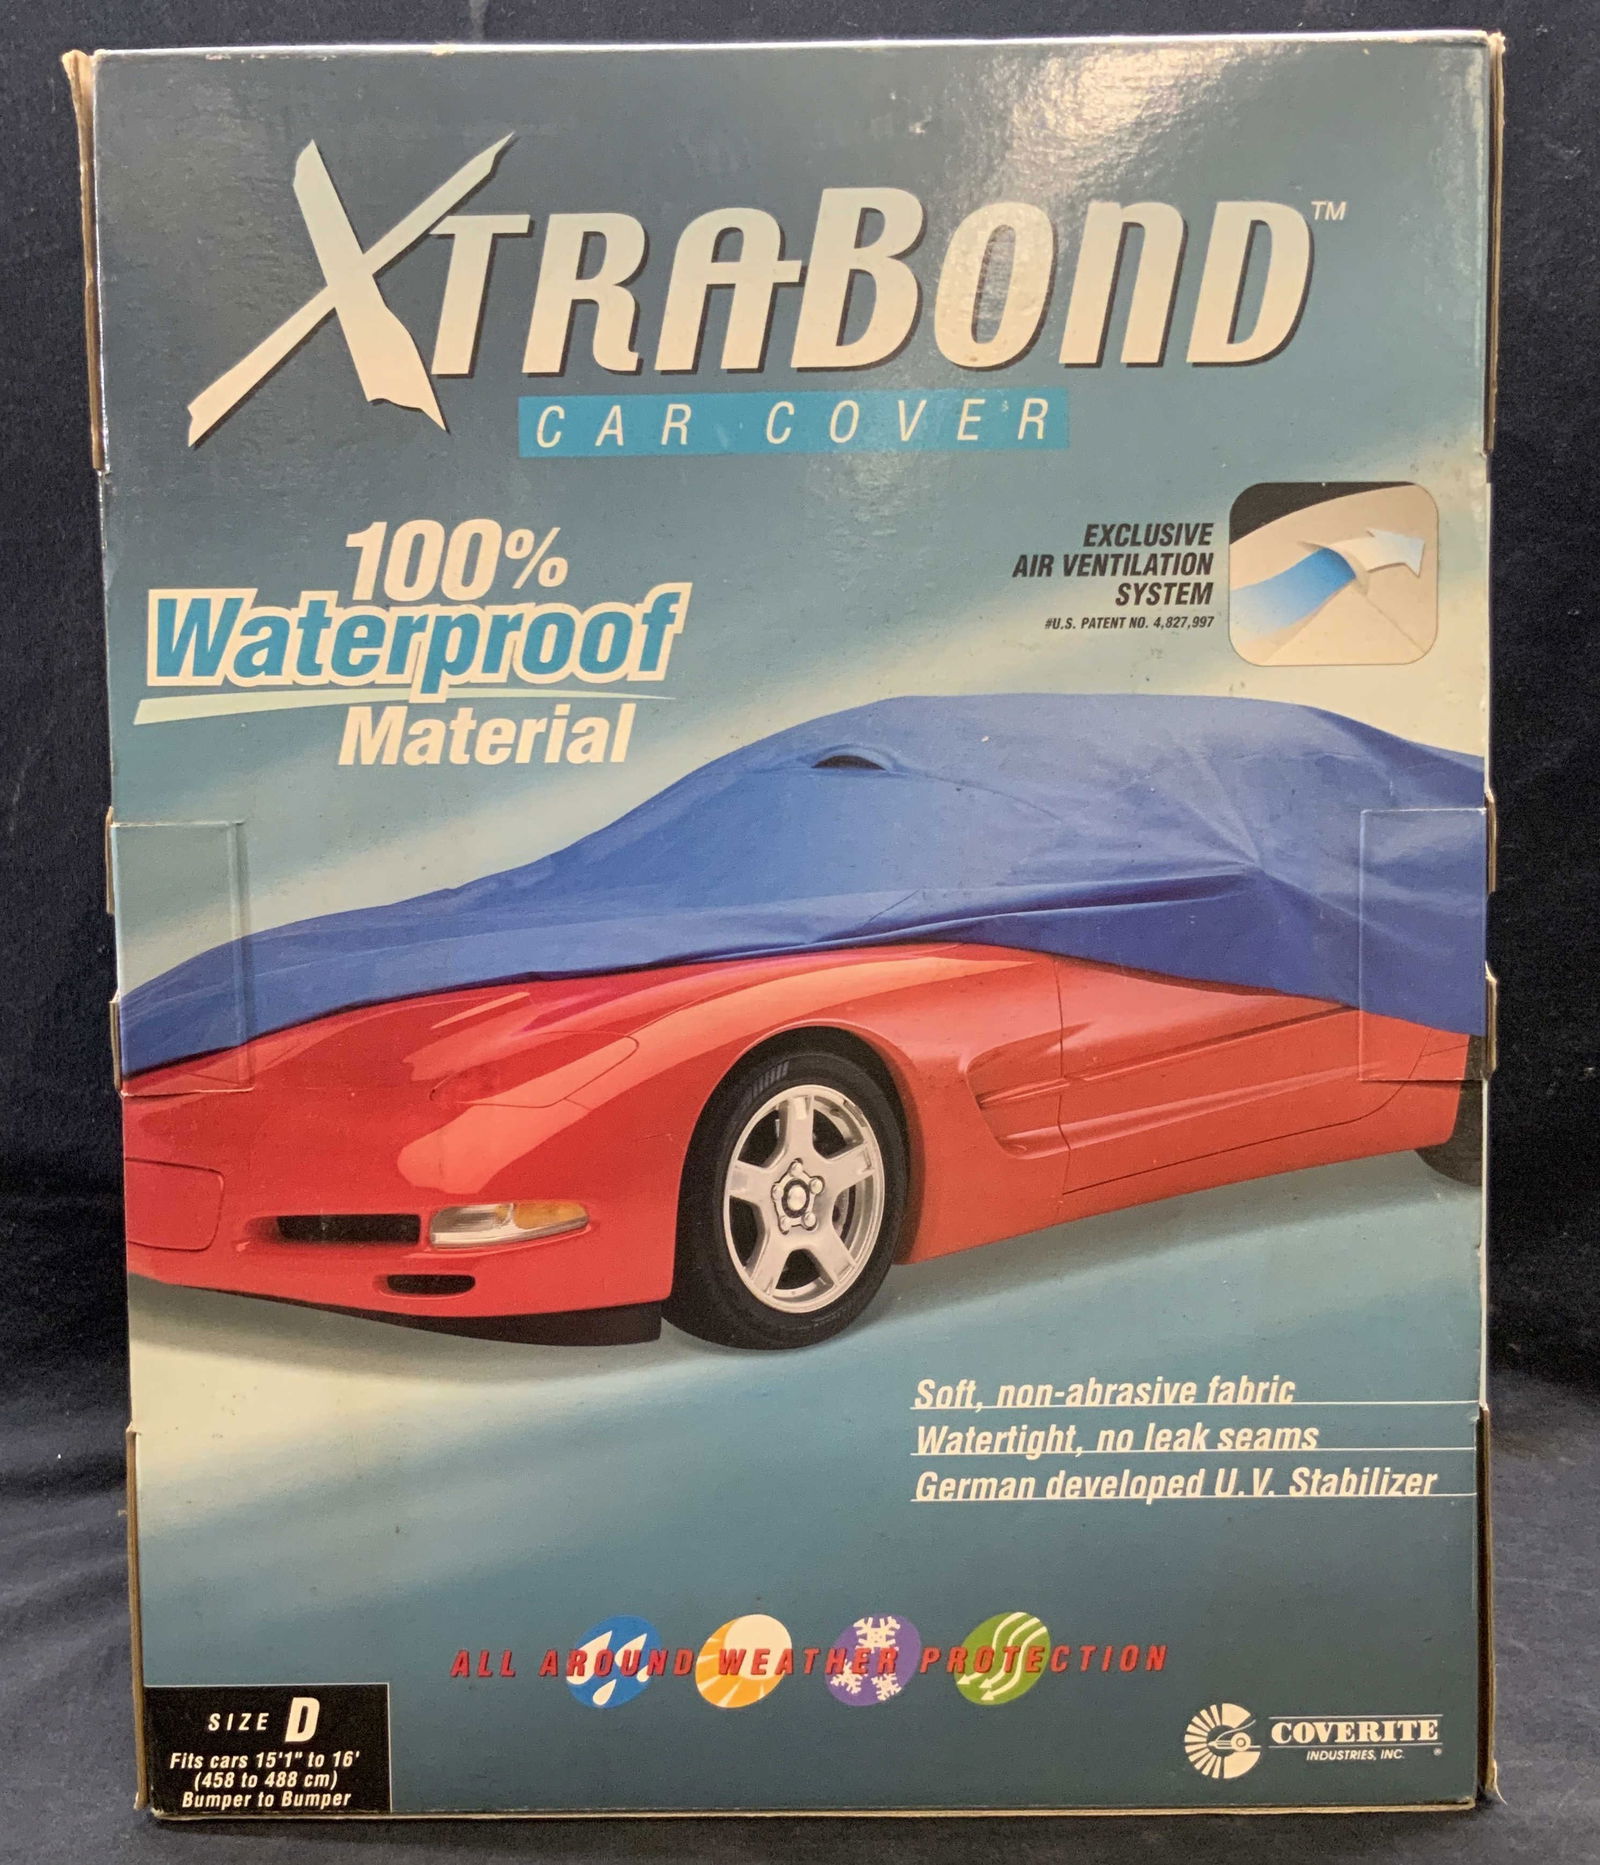 XTRABOND™
CAR COVER
100%
Waterproof
Material
EXCLUSIVE
AIR VENTILATION
SYSTEM
#U.S. PATENT NO. 4,827,997
Soft, non-abrasive fabric
Watertight, no leak seams
German developed U.V. Stabilizer
ALL AROUND WEATHER PROTECTION
SIZE D
Fits cars 15'1" to 16'
(458 to 488 cm)
Bumper to Bumper
COVERITE
INDUSTRIES, INC. ®